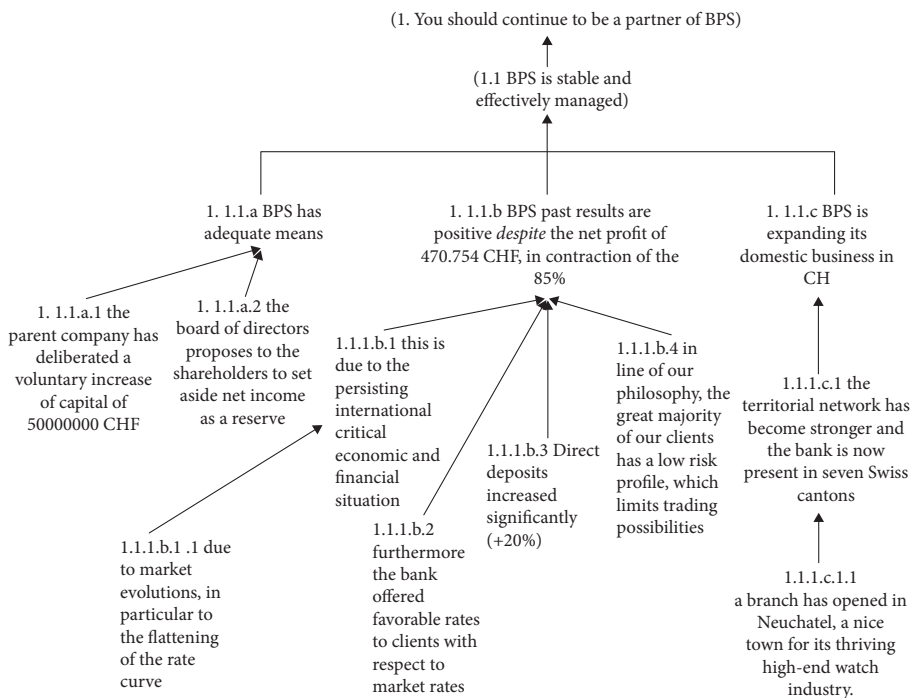 (1. You should continue to be a partner of BPS)
(1.1 BPS is stable and
effectively managed)
1. 1.1.a BPS has
adequate means
1. 1.1.b BPS past results are
positive despite the net profit of
470.754 CHF, in contraction of the
85%
1. 1.1.c BPS is
expanding its
domestic business in
CH
1. 1.1.a.1 the
parent company has
deliberated a
voluntary increase
of capital of
50000000 CHF
1. 1.1.a.2 the
board of directors
proposes to the
shareholders to set
aside net income
as a reserve
1.1.1.b.1 this is
due to the
persisting
international
critical
economic and
financial
situation
1.1.1.b.4 in
line of our
philosophy, the
great majority
of our clients
has a low risk
profile, which
limits trading
possibilities
1.1.1.c.1 the
territorial network has
become stronger and
the bank is now
present in seven Swiss
cantons
1.1.1.b.3 Direct
deposits
increased
significantly
(+20%)
1.1.1.b.1 .1 due
to market
evolutions, in
particular to
the flattening
of the rate
curve
1.1.1.b.2
furthermore
the bank
offered
favorable rates
to clients with
respect to
market rates
1.1.1.c.1.1
a branch has opened in
Neuchatel, a nice
town for its thriving
high-end watch
industry.